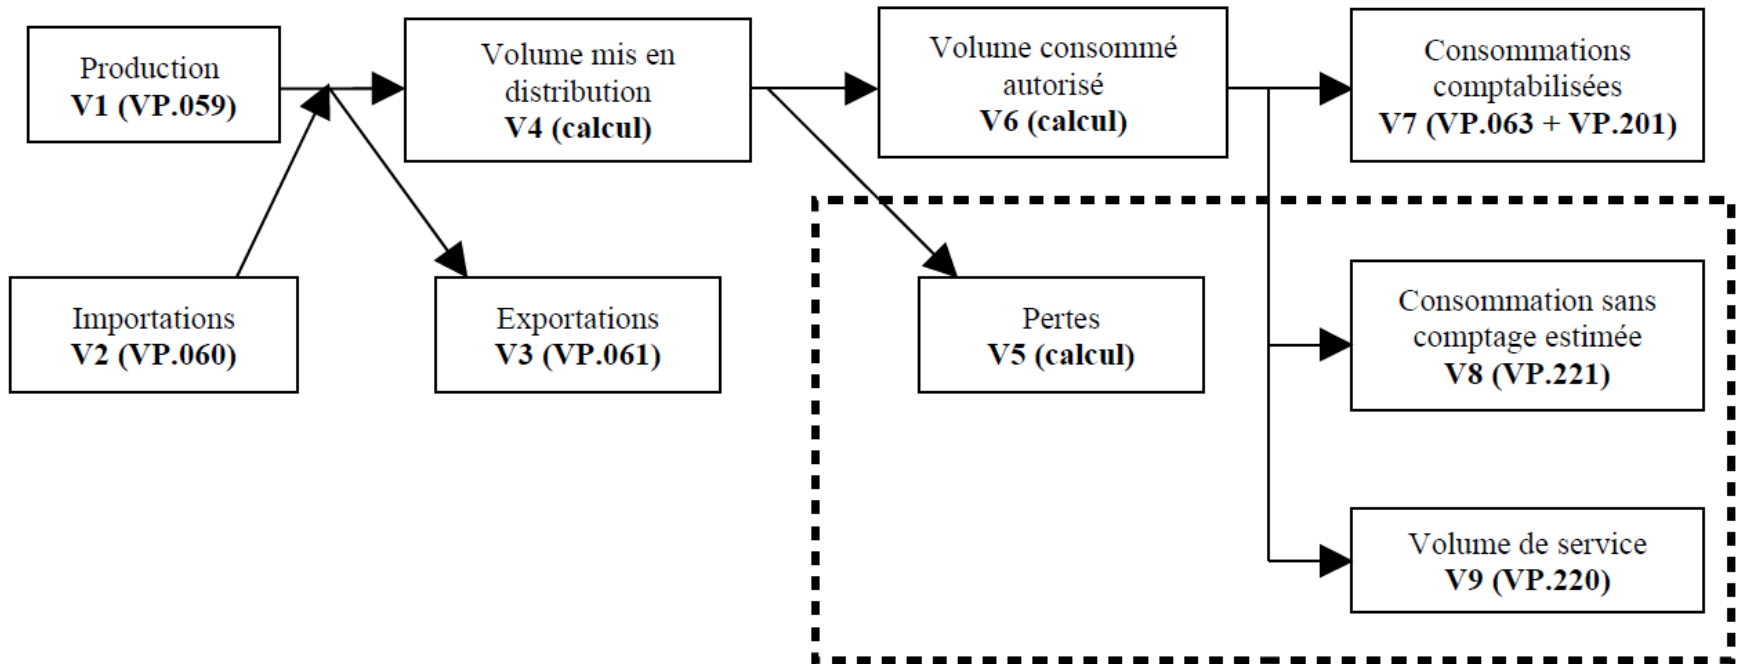 Production
V1 (VP.059)
Volume mis en
distribution
V4 (calcul)
Volume consommé
autorisé
V6 (calcul)
Consommations
comptabilisées
V7 (VP.063 + VP.201)
Importations
V2 (VP.060)
Exportations
V3 (VP.061)
Pertes
V5 (calcul)
Consommation sans
comptage estimée
V8 (VP.221)
Volume de service
V9 (VP.220)